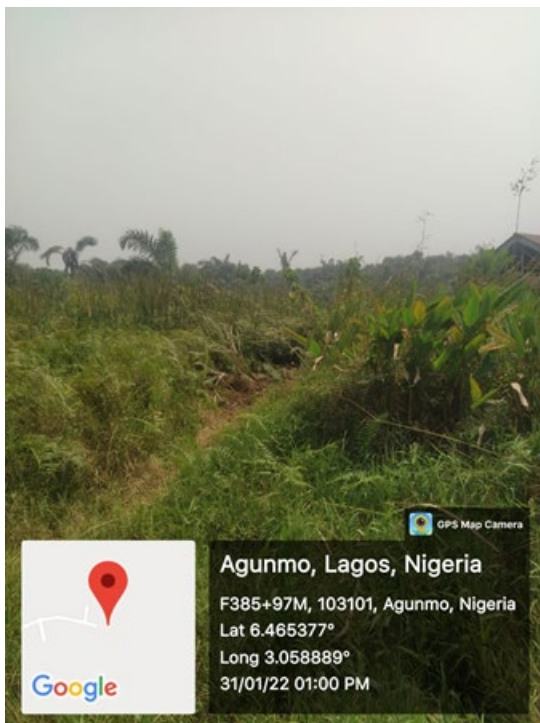 GPS Map Camera
Agunmo, Lagos, Nigeria
F385+97M, 103101, Agunmo, Nigeria
Lat 6.465377°
Long 3.058889°
31/01/22 01:00 PM
Google